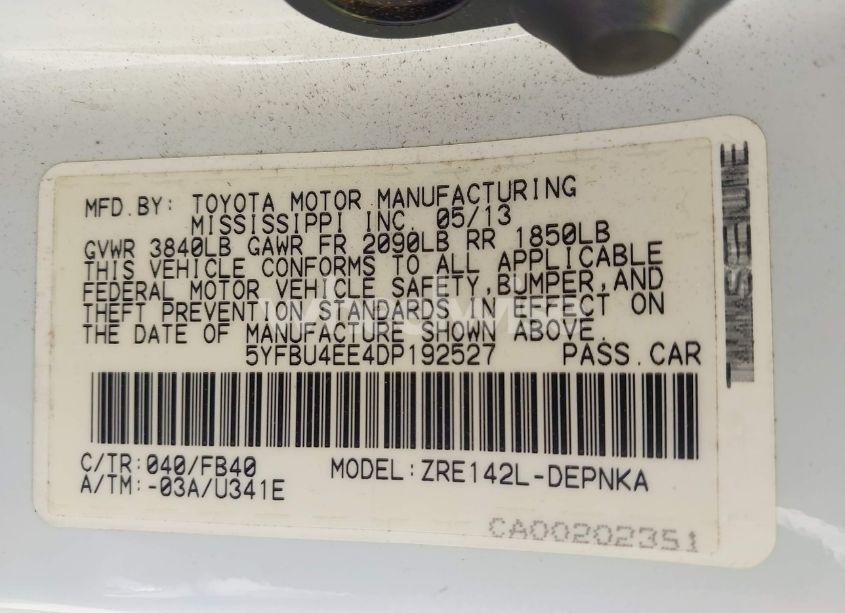 MFD.BY: TOYOTA MOTOR MANUFACTURING
MISSISSIPPI INC. 05/13
GVWR 3840LB GAWR FR 2090LB RR 1850LB
THIS VEHICLE CONFORMS TO ALL APPLICABLE
FEDERAL MOTOR VEHICLE SAFETY,BUMPER,AND
THEFT PREVENTION STANDARDS IN EFFECT ON
THE DATE OF MANUFACTURE SHOWN ABOVE.
5YFBU4EE4DP192527 PASS.CAR
C/TR:040/FB40 MODEL:ZRE142L-DEPNKA
A/TM:-03A/U341E
CA00202351